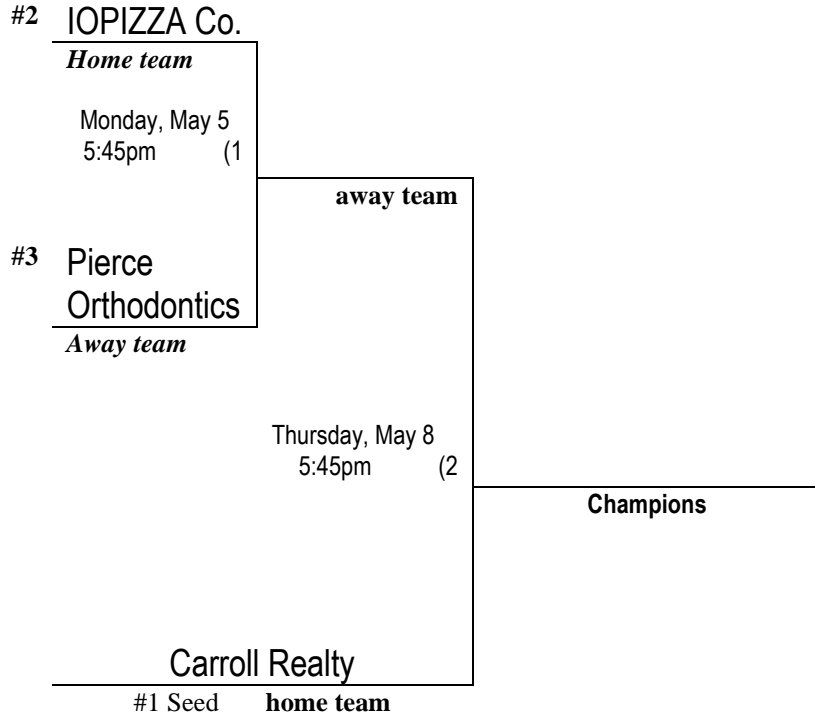 #2 IOPIZZA Co.
Home team
Monday, May 5
5:45pm (1
away team
#3 Pierce
Orthodontics
Away team
Thursday, May 8
5:45pm (2
Champions
Carroll Realty
#1 Seed home team